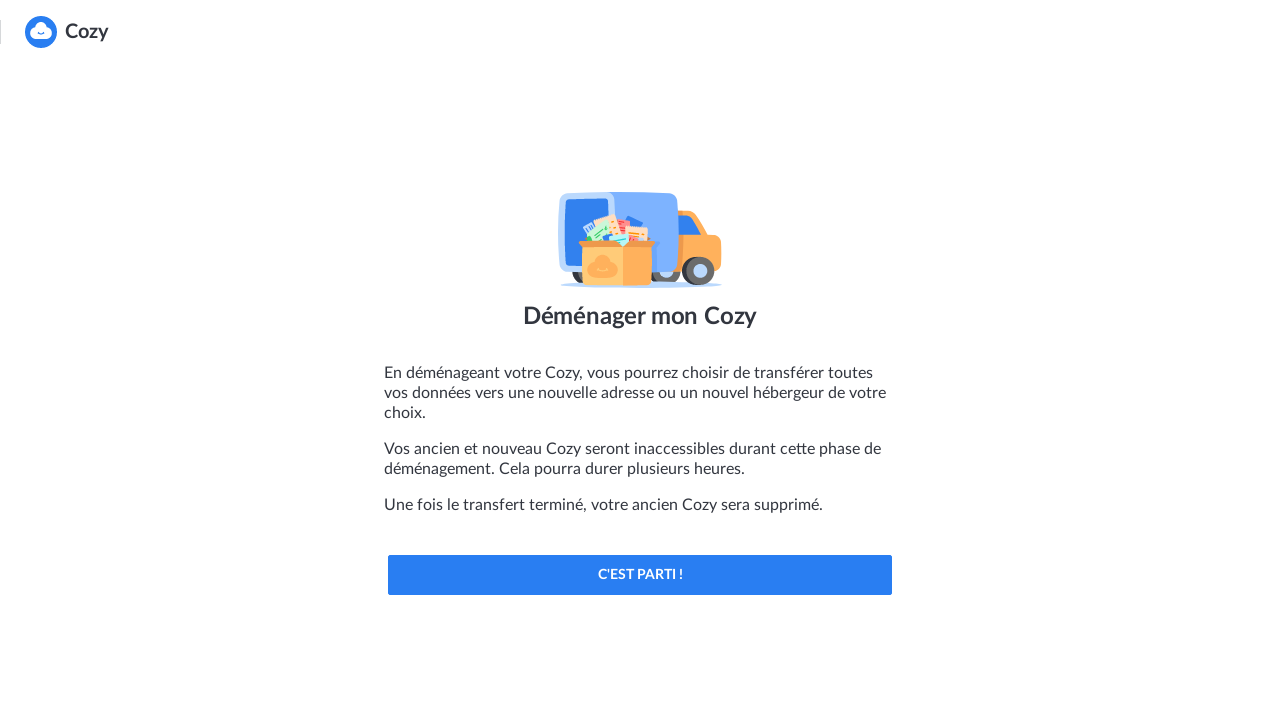 Cozy
Déménager mon Cozy
En déménageant votre Cozy, vous pourrez choisir de transférer toutes
vos données vers une nouvelle adresse ou un nouvel hébergeur de votre
choix.
Vos ancien et nouveau Cozy seront inaccessibles durant cette phase de
déménagement. Cela pourra durer plusieurs heures.
Une fois le transfert terminé, votre ancien Cozy sera supprimé.
C'EST PARTI !